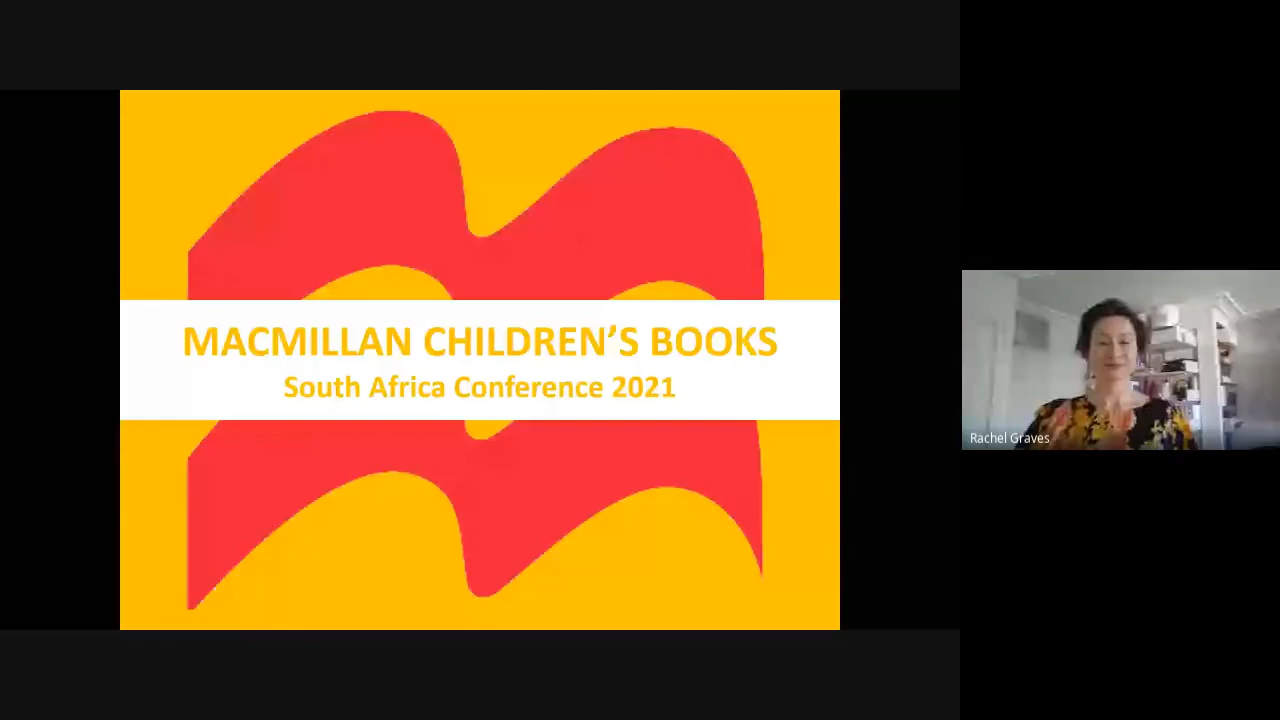 MACMILLAN CHILDREN’S BOOKS
South Africa Conference 2021
Rachel Graves